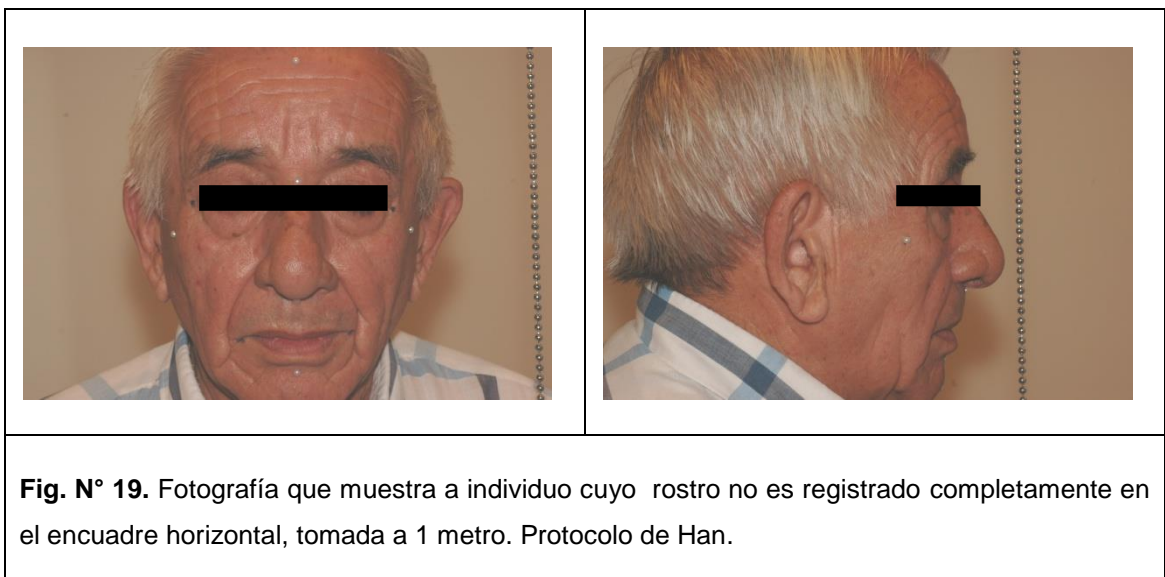 Fig. N° 19. Fotografía que muestra a individuo cuyo rostro no es registrado completamente en
el encuadre horizontal, tomada a 1 metro. Protocolo de Han.